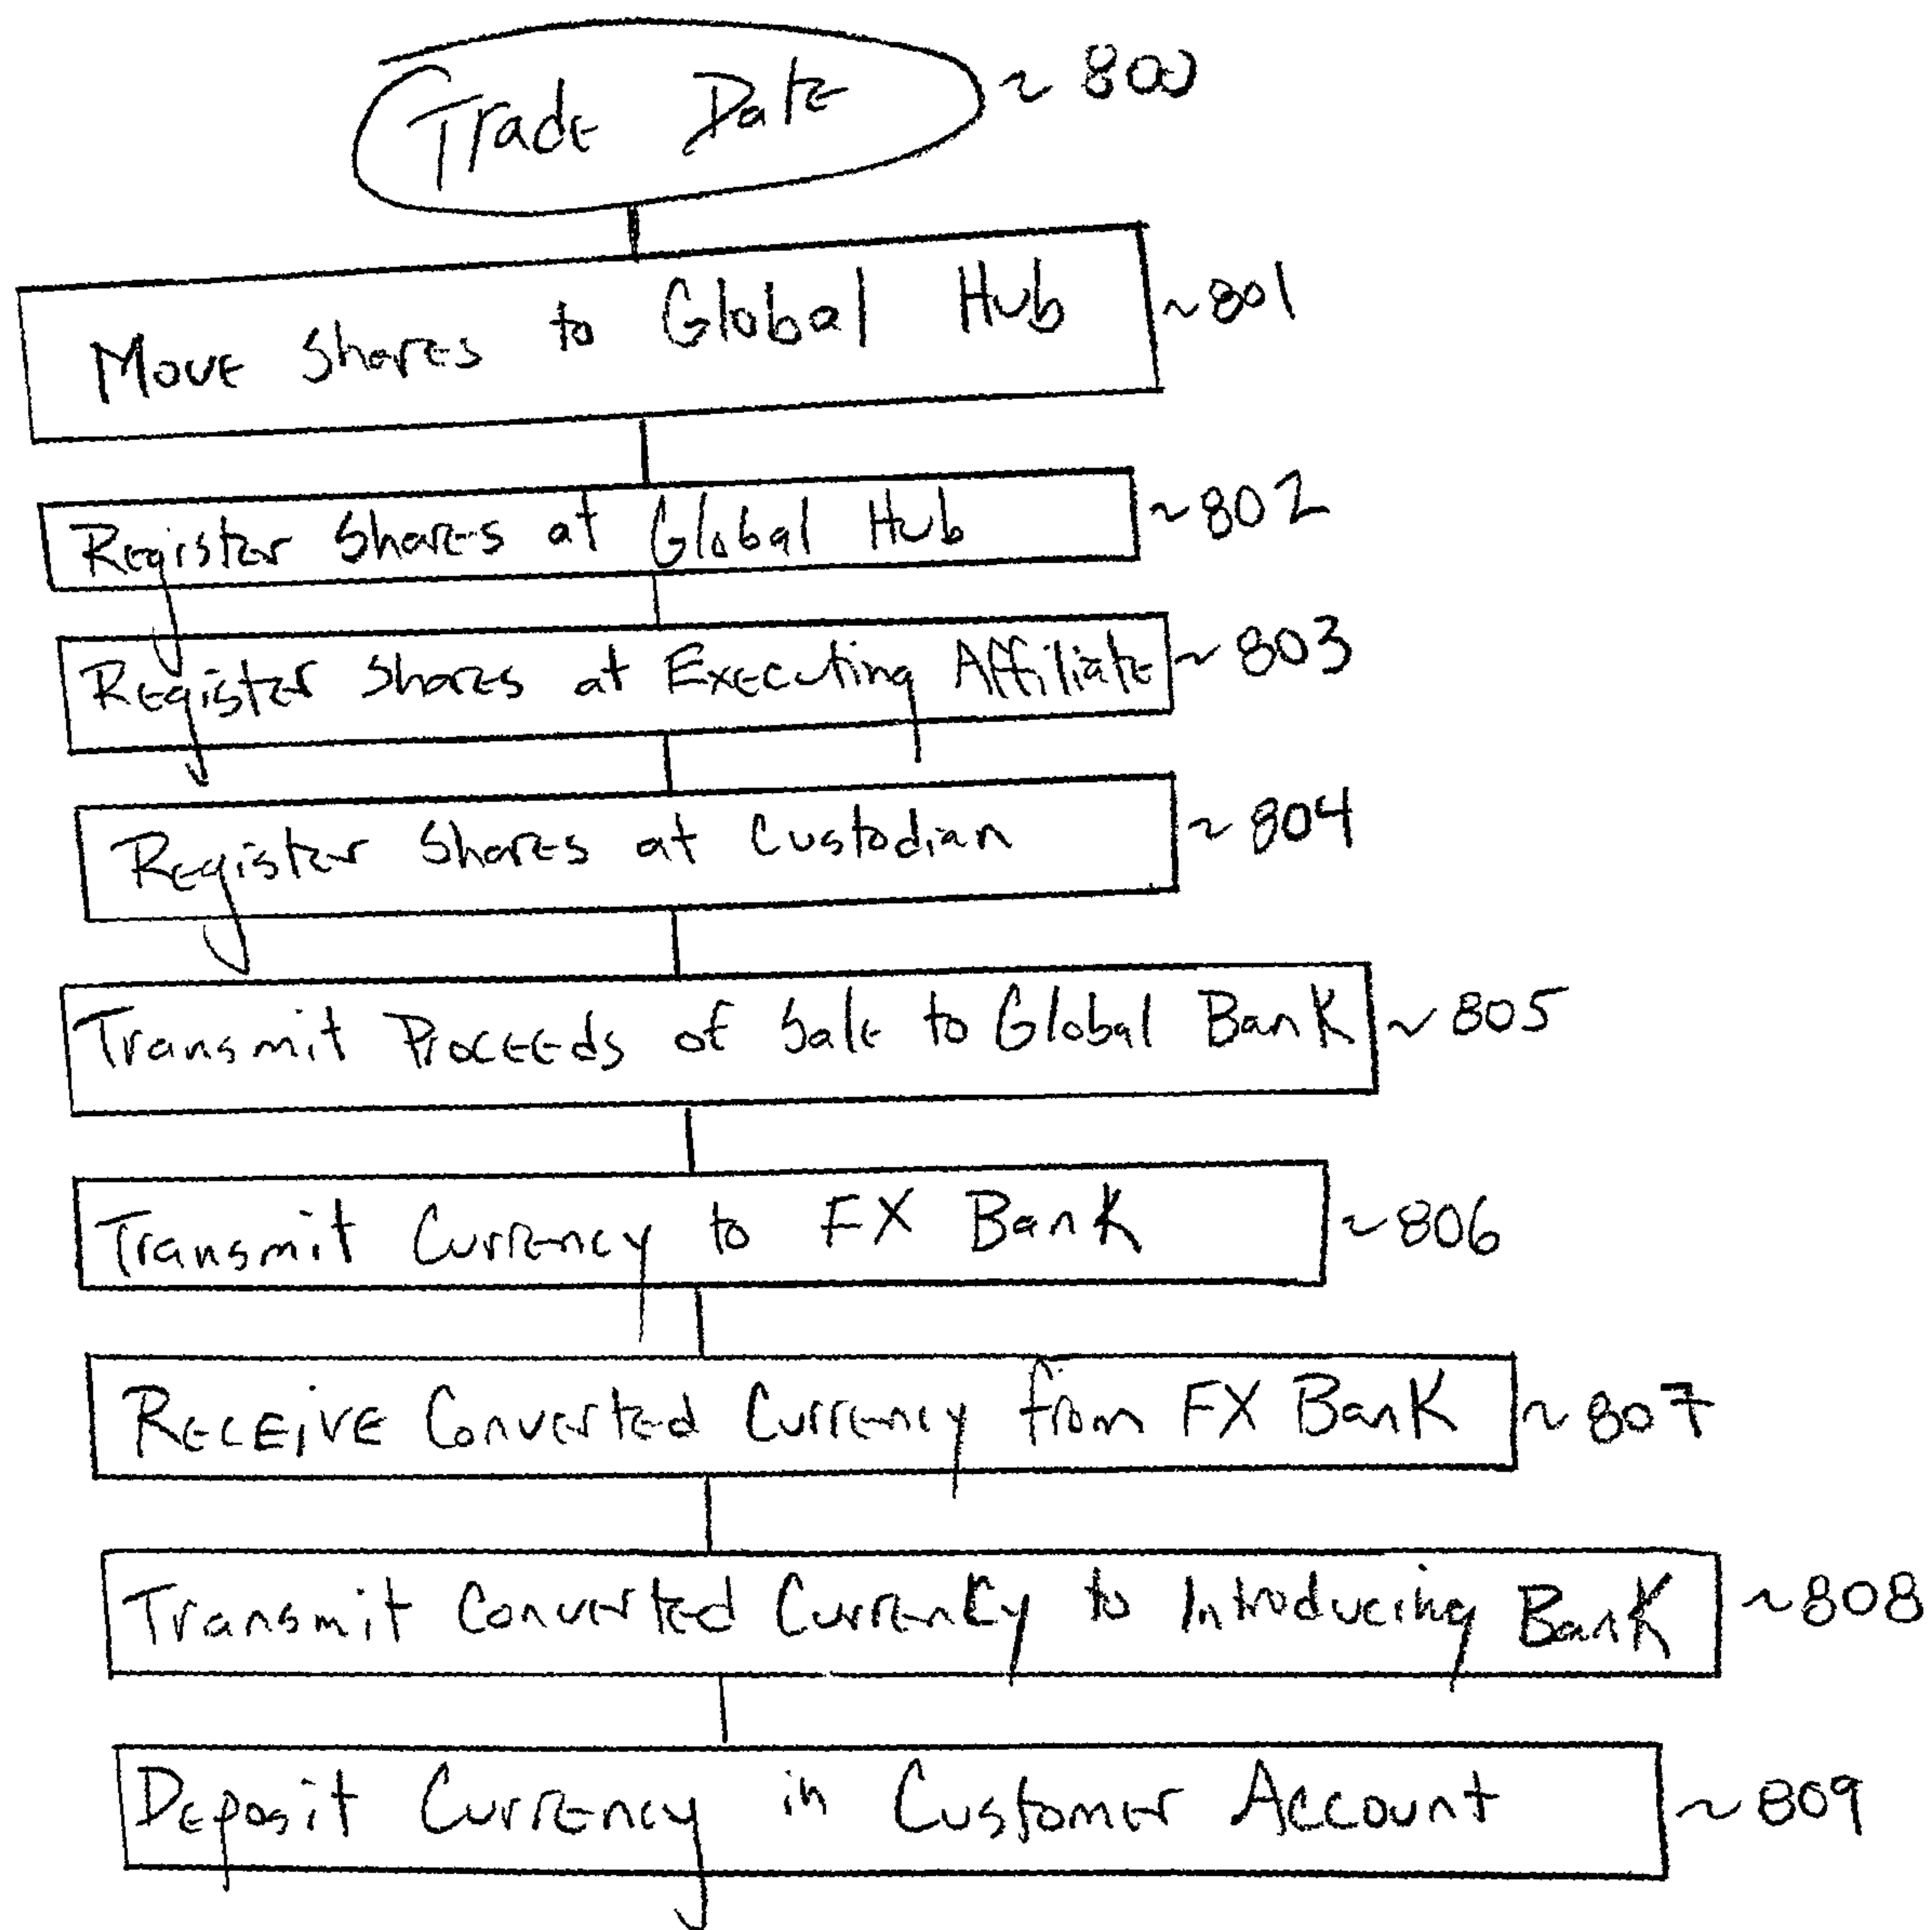 Trade Date ~ 800
Move Shares to Global Hub ~801
Register Shares at Global Hub ~802
Register Shares at Executing Affiliate ~803
Register Shares at Custodian ~804
Transmit Proceeds of Sale to Global Bank ~805
Transmit Currency to FX Bank ~806
Receive Converted Currency from FX Bank ~807
Transmit Converted Currency to Introducing Bank ~808
Deposit Currency in Customer Account ~809